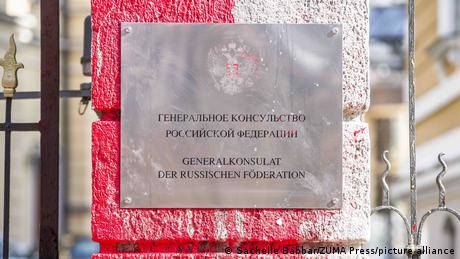 ГЕНЕРАЛЬНОЕ КОНСУЛЬСТВО
РОССИЙСКОЙ ФЕДЕРАЦИИ
GENERALKONSULAT
DER RUSSISCHEN FÖDERATION
© Sachelle Babbar/ZUMA Press/picture alliance